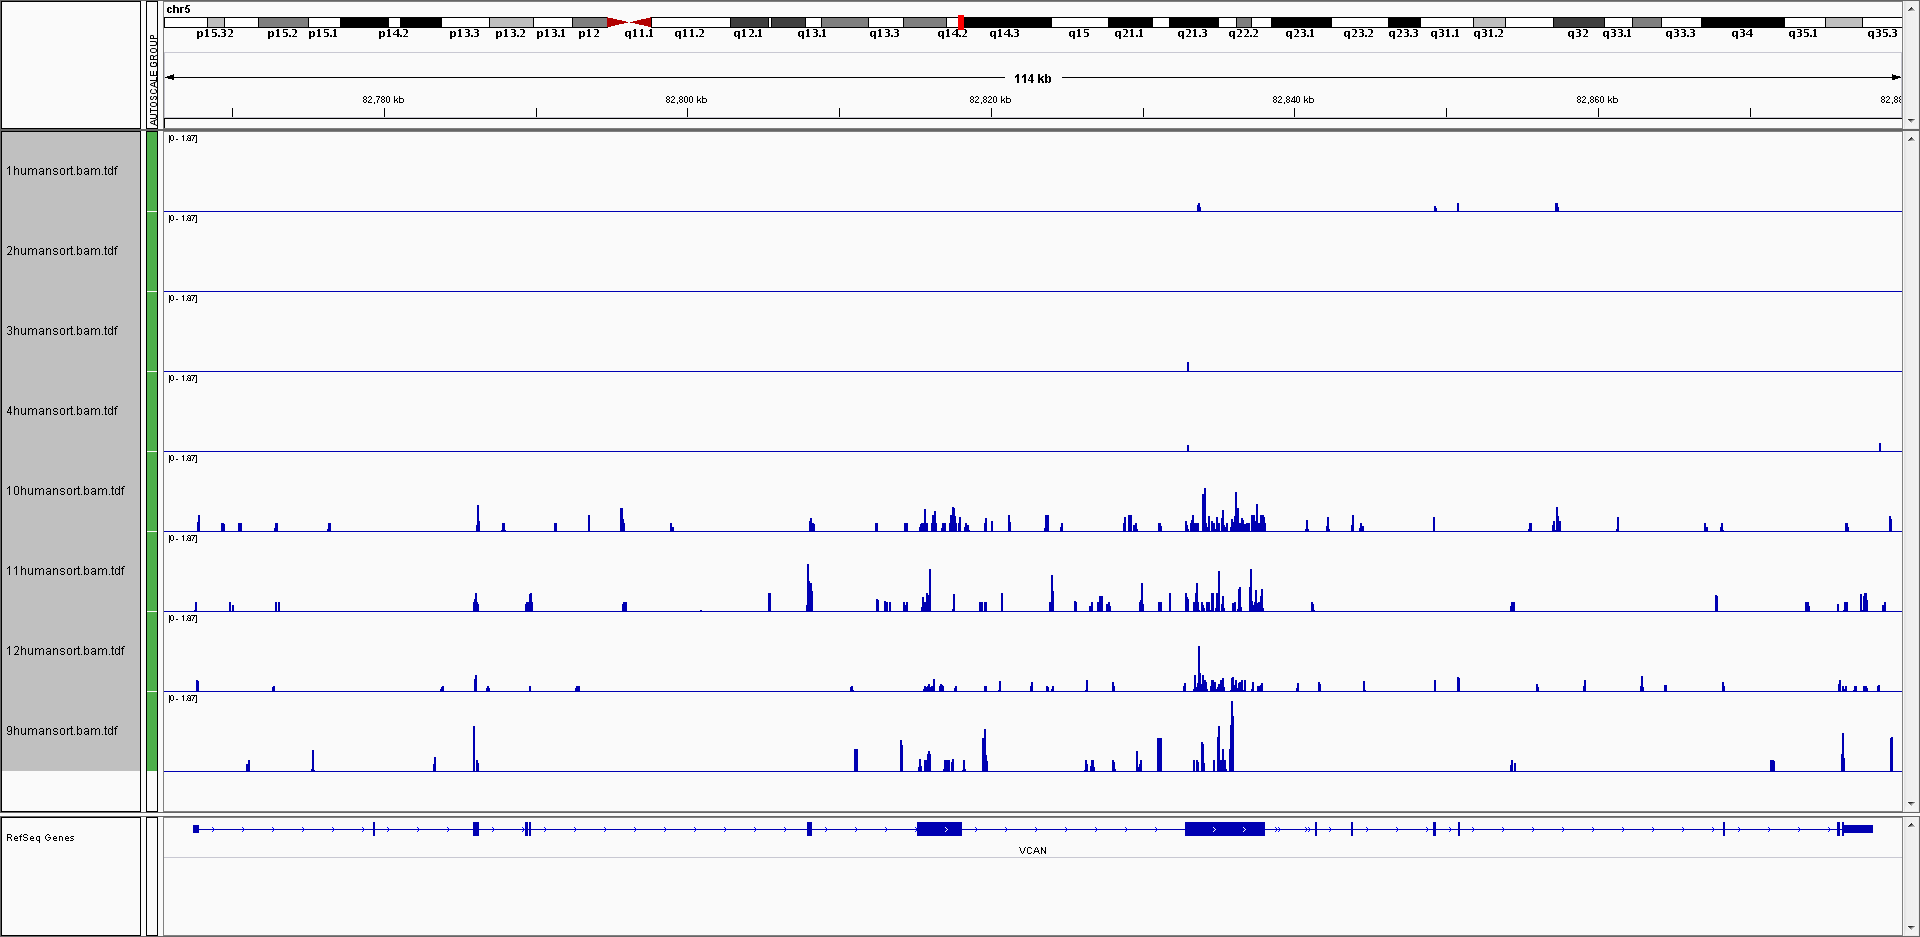 chr5
p15.32 p15.2 p15.1 p14.2 p13.3 p13.2 p13.1 p12 q11.1 q11.2 q12.1 q13.1 q13.3 q14.2 q14.3 q15 q21.1 q21.3 q22.2 q23.1 q23.2 q23.3 q31.1 q31.2 q32 q33.1 q33.3 q34 q35.1 q35.3
AUTOSCALE GROUP
114 kb
82,780 kb 82,800 kb 82,820 kb 82,840 kb 82,860 kb 82,88
[0 - 1.87]
1humansort.bam.tdf
[0 - 1.87]
2humansort.bam.tdf
[0 - 1.87]
3humansort.bam.tdf
[0 - 1.87]
4humansort.bam.tdf
[0 - 1.87]
10humansort.bam.tdf
[0 - 1.87]
11humansort.bam.tdf
[0 - 1.87]
12humansort.bam.tdf
[0 - 1.87]
9humansort.bam.tdf
RefSeq Genes
VCAN